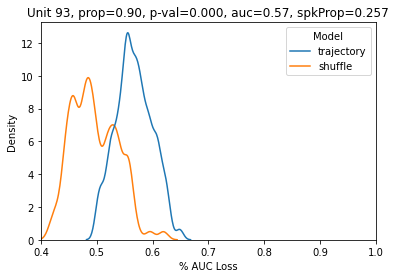 Unit 93, prop=0.90, p-val=0.000, auc=0.57, spkProp=0.257
Model
trajectory
shuffle
Density
12
10
8
6
4
2
0
0.4 0.5 0.6 0.7 0.8 0.9 1.0
% AUC Loss